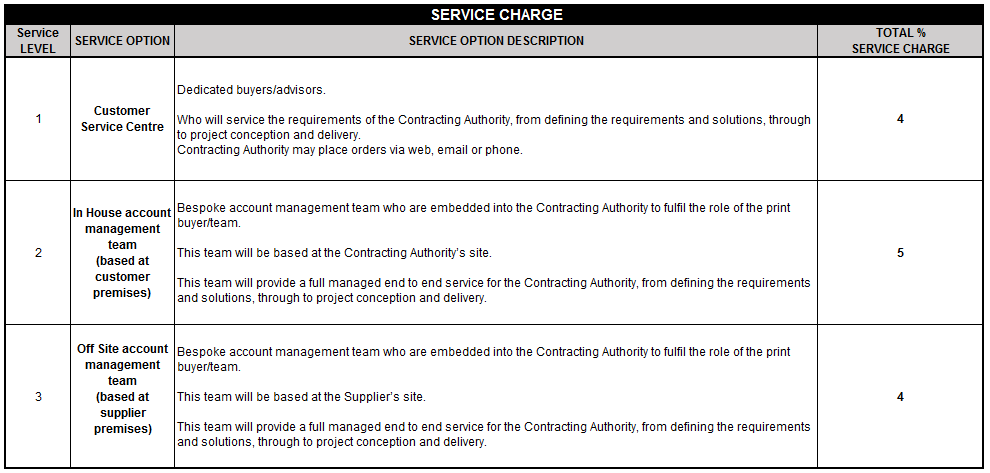 SERVICE CHARGE
Service
LEVEL
SERVICE OPTION
SERVICE OPTION DESCRIPTION
TOTAL %
SERVICE CHARGE
1
Customer
Service Centre
Dedicated buyers/advisors.
Who will service the requirements of the Contracting Authority, from defining the requirements and solutions, through
to project conception and delivery.
Contracting Authority may place orders via web, email or phone.
4
2
In House account
management
team
(based at
customer
premises)
Bespoke account management team who are embedded into the Contracting Authority to fulfil the role of the print
buyer/team.
This team will be based at the Contracting Authority's site.
This team will provide a full managed end to end service for the Contracting Authority, from defining the requirements
and solutions, through to project conception and delivery.
5
3
Off Site account
management
team
(based at
supplier
premises)
Bespoke account management team who are embedded into the Contracting Authority to fulfil the role of the print
buyer/team.
This team will be based at the Supplier's site.
This team will provide a full managed end to end service for the Contracting Authority, from defining the requirements
and solutions, through to project conception and delivery.
4